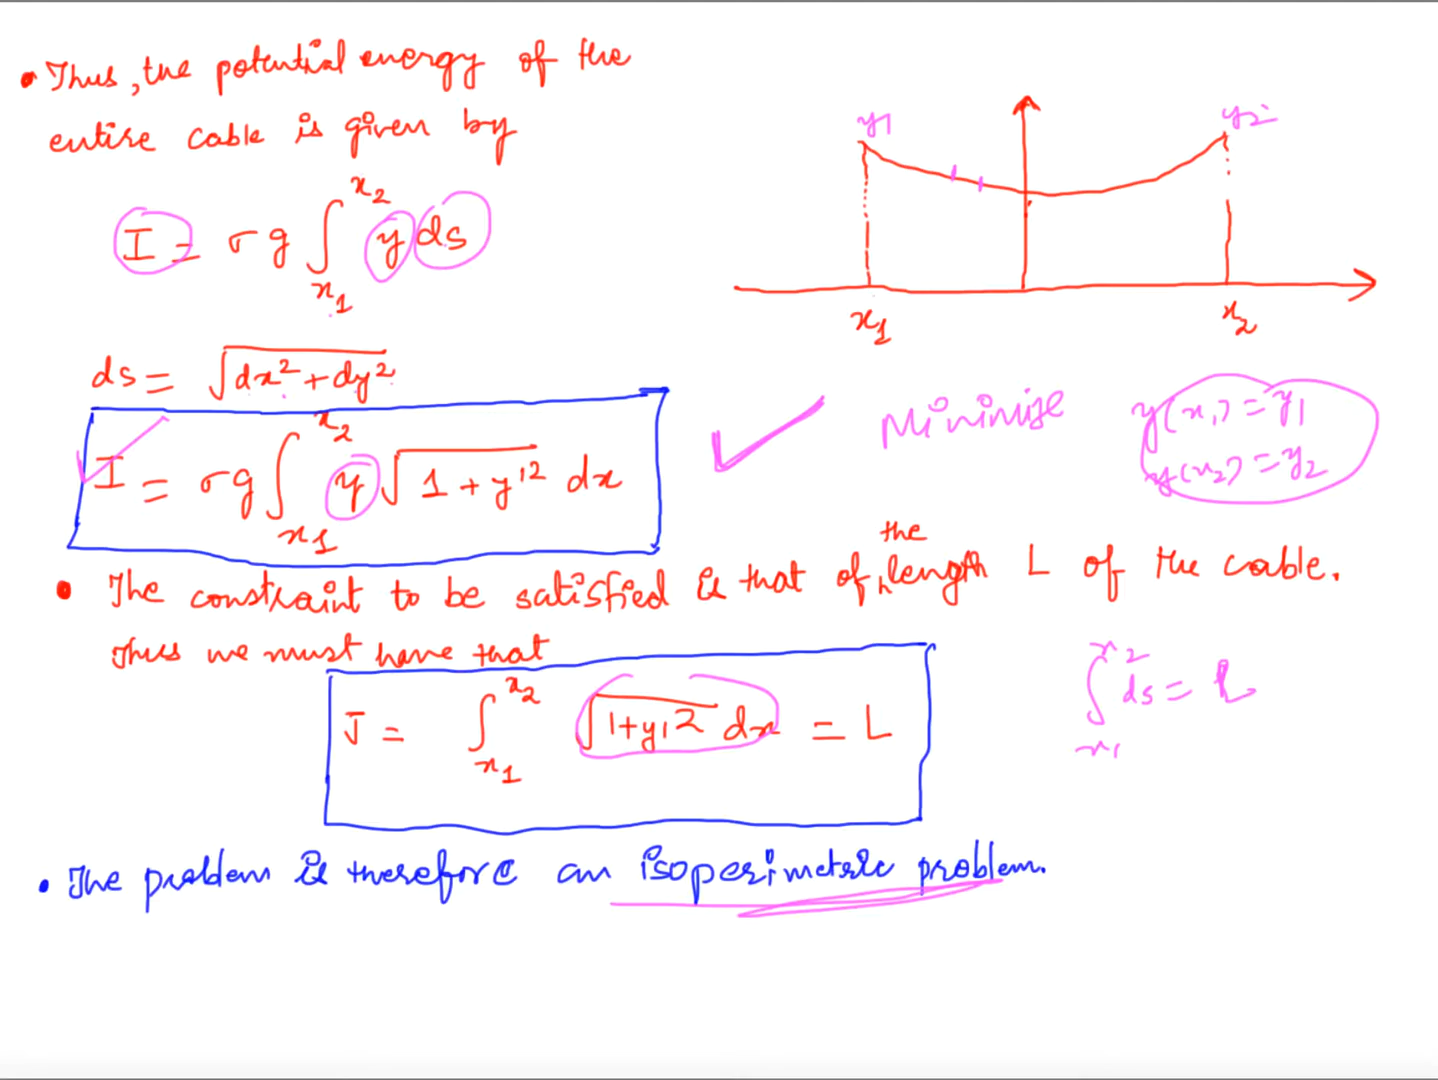 • Thus, the potential energy of the
entire cable is given by
I = σg ∫_{x1}^{x2} y ds
ds = √(dx² + dy²)
I = σg ∫_{x1}^{x2} y √(1 + y'²) dx
y1
y2
x1
x2
Minimize
y(x1) = y1
y(x2) = y2
• The constraint to be satisfied is that of the length L of the cable.
Thus we must have that
J = ∫_{x1}^{x2} √(1+y'2) dx = L
∫_{x1}^{x2} ds = L
• The problem is therefore an isoperimetric problem.